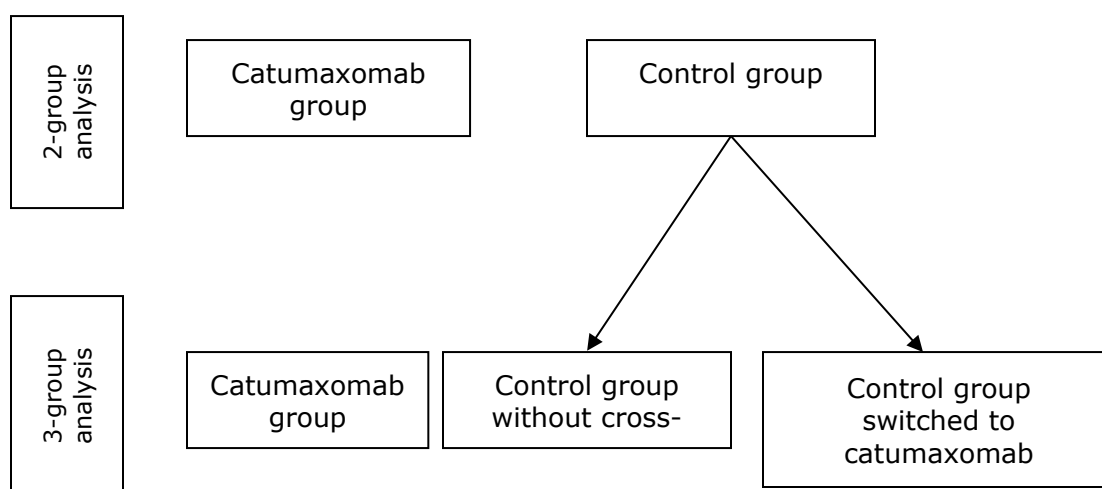 2-group
analysis
Catumaxomab
group
Control group
3-group
analysis
Catumaxomab
group
Control group
without cross-
Control group
switched to
catumaxomab